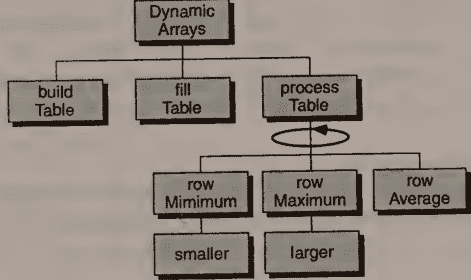 Dynamic
Arrays
build
Table
fill
Table
process
Table
row
Mimimum
row
Maximum
row
Average
smaller
larger